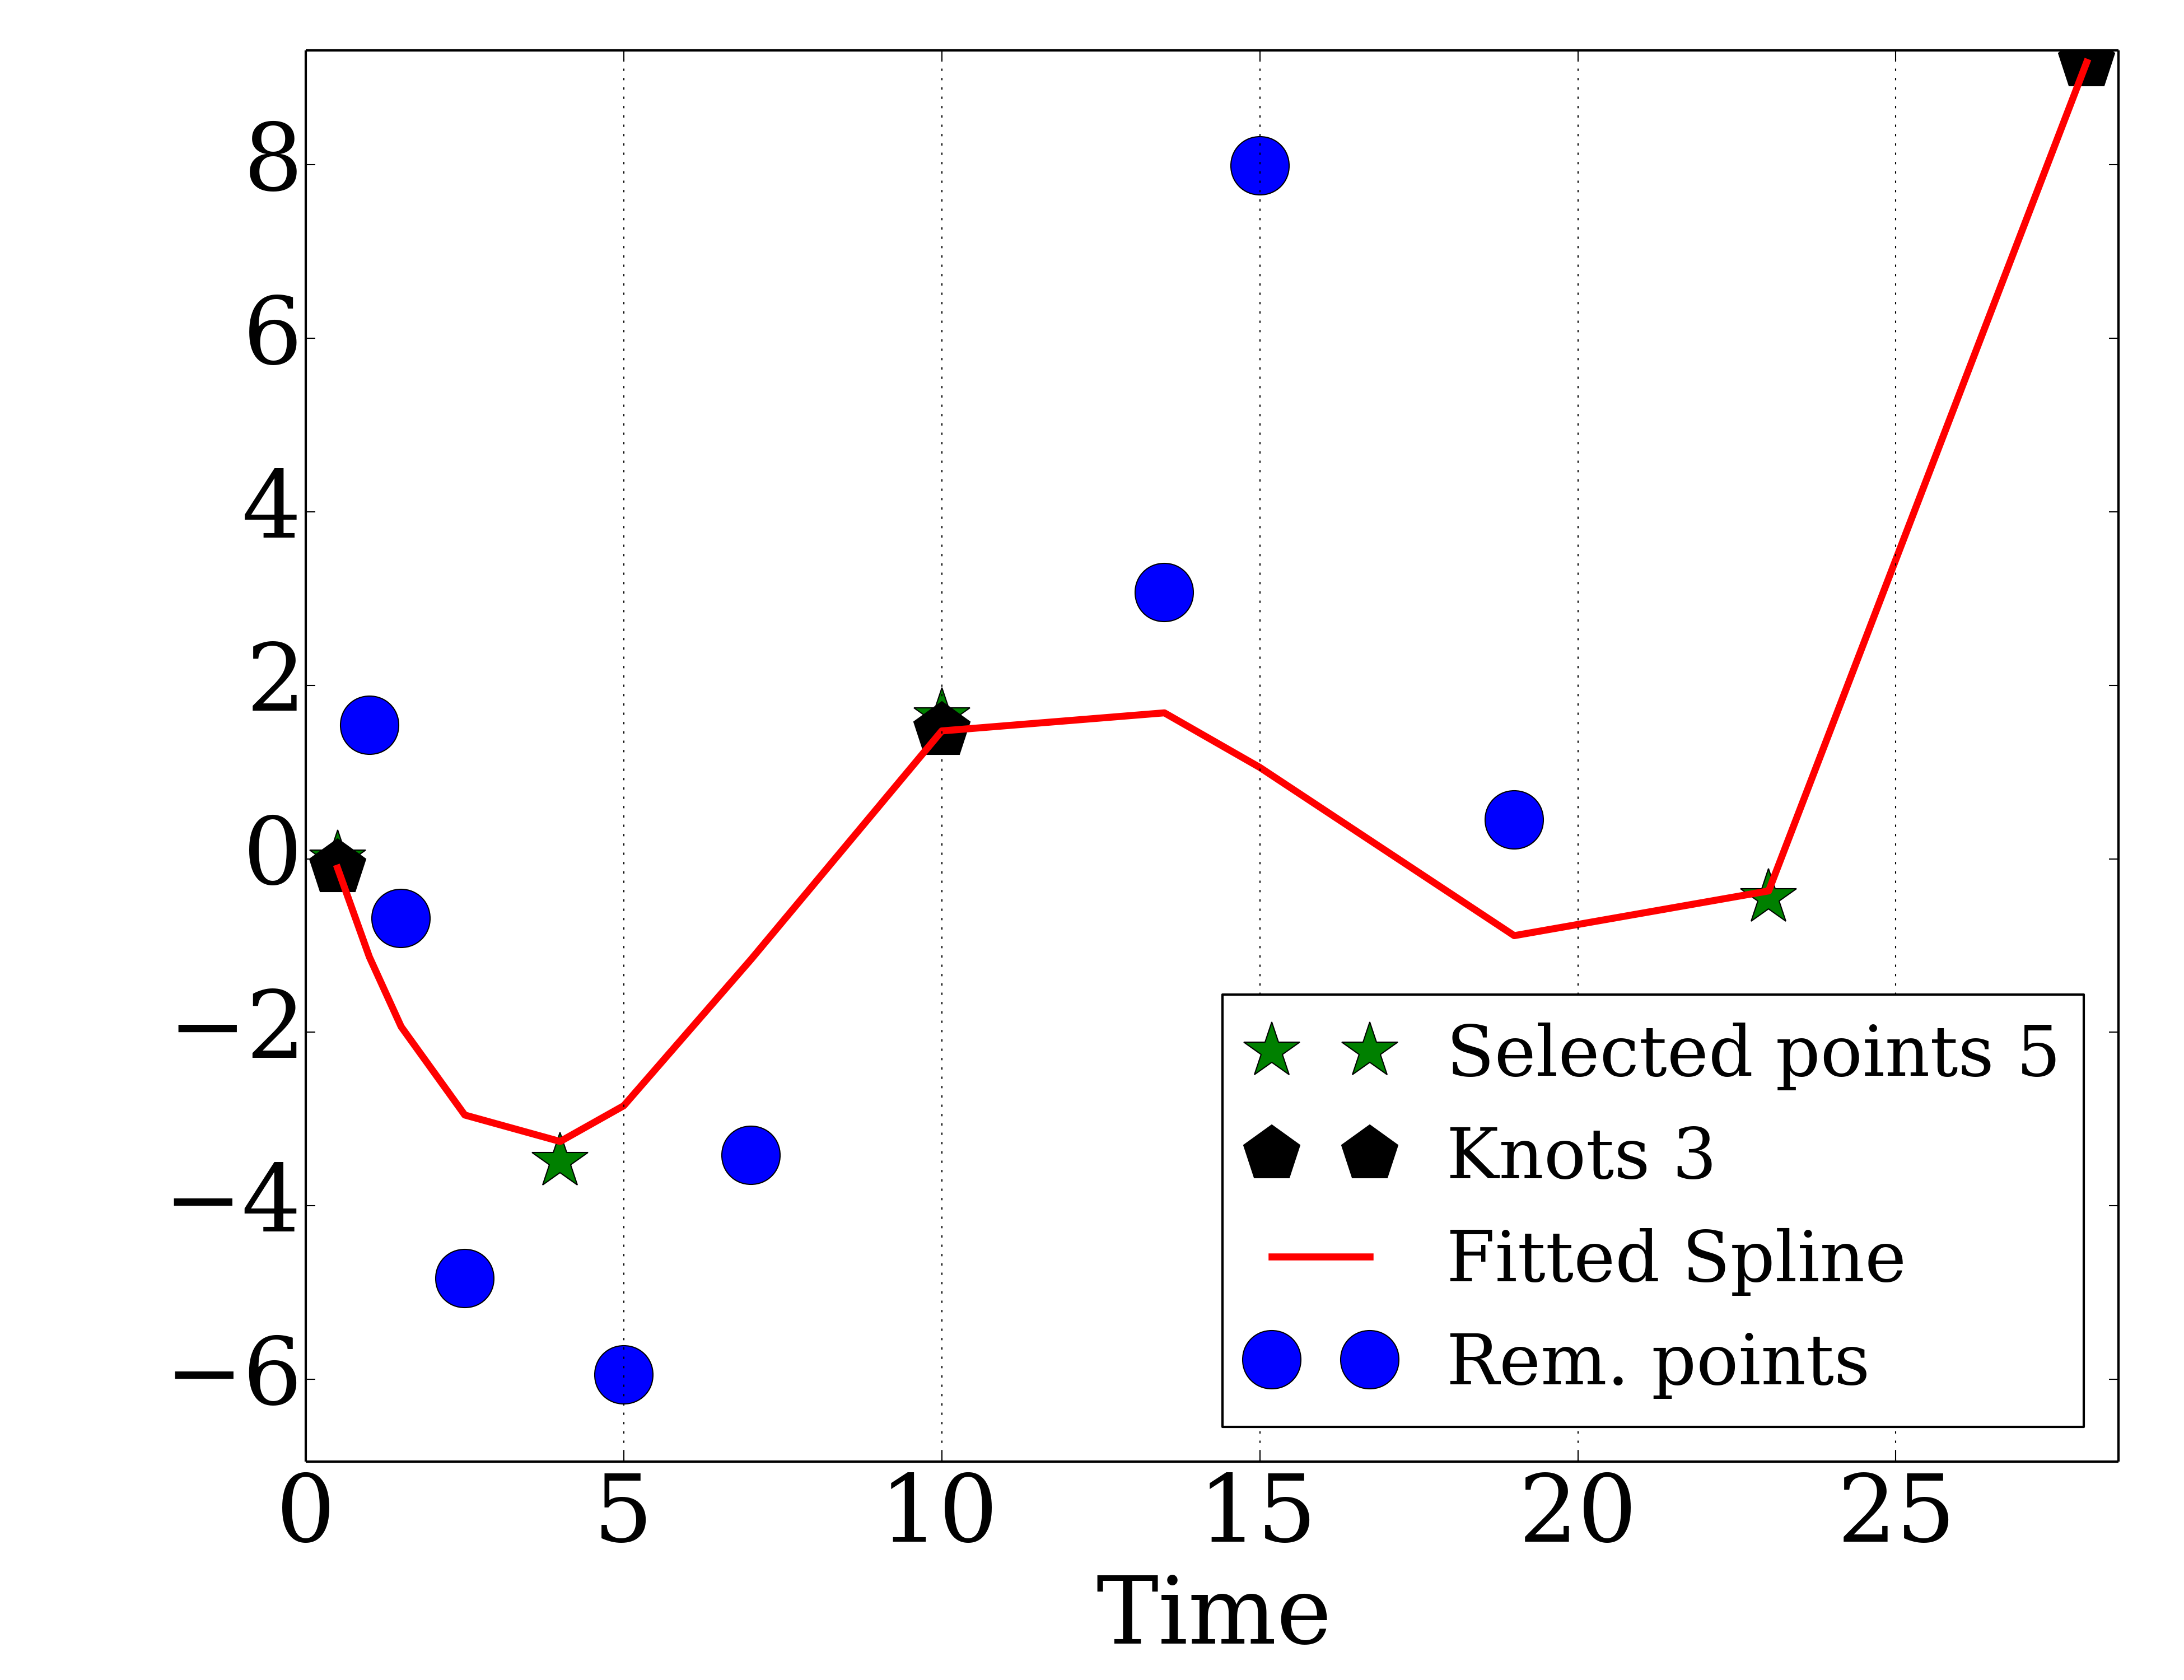 8
6
4
2
0
−2
−4
−6
0 5 10 15 20 25
Time
Selected points 5
Knots 3
Fitted Spline
Rem. points